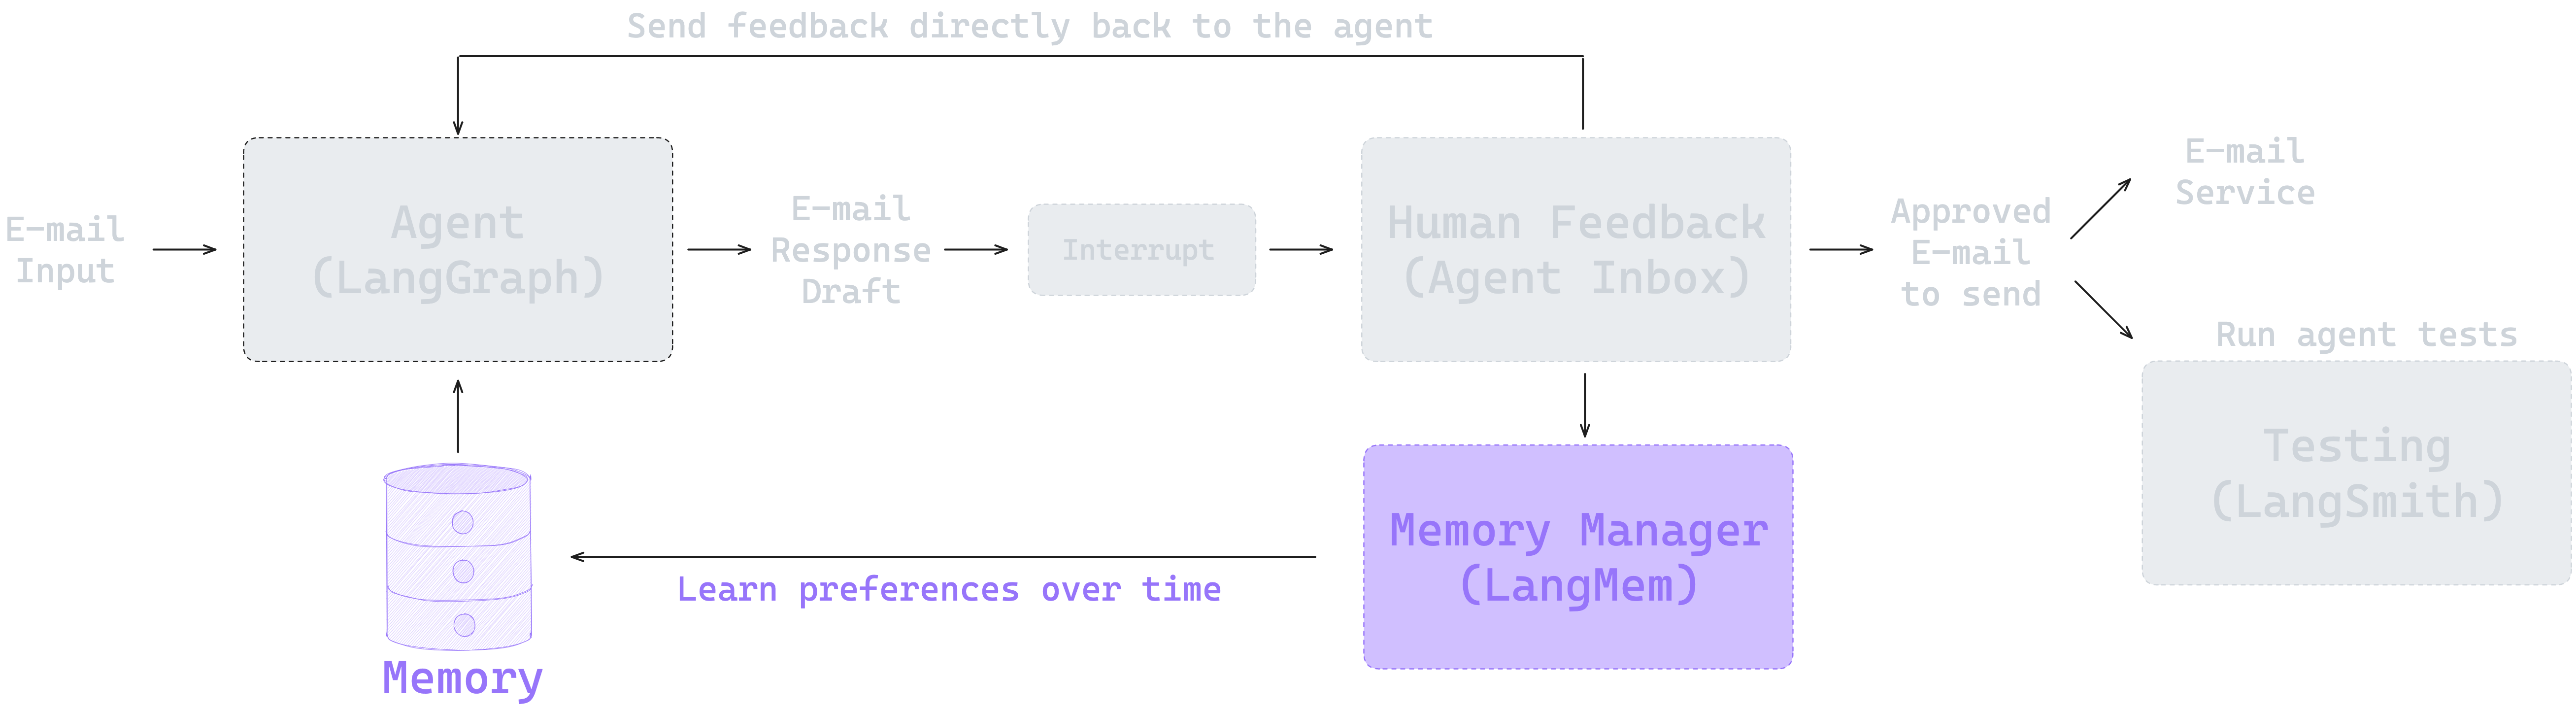 Send feedback directly back to the agent
E-mail
Input
Agent
(LangGraph)
E-mail
Response
Draft
Interrupt
Human Feedback
(Agent Inbox)
Approved
E-mail
to send
E-mail
Service
Run agent tests
Testing
(LangSmith)
Memory Manager
(LangMem)
Learn preferences over time
Memory